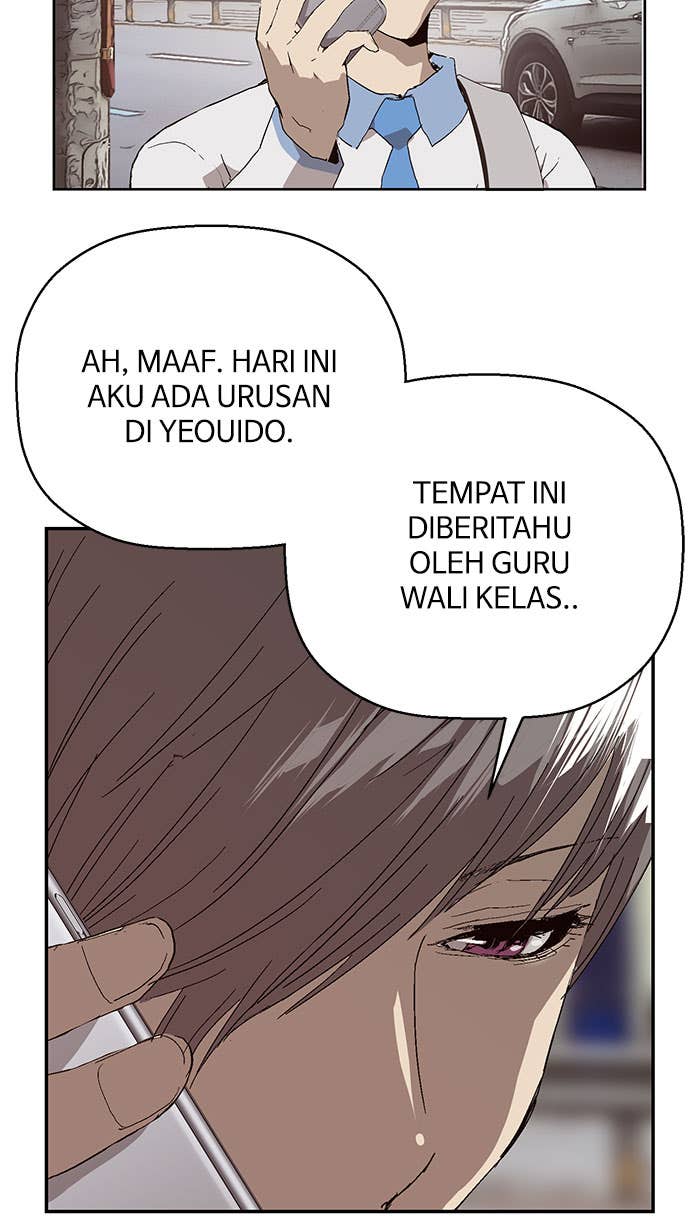 AH, MAAF. HARI INI
AKU ADA URUSAN
DI YEOUIDO.
TEMPAT INI
DIBERITAHU
OLEH GURU
WALI KELAS..